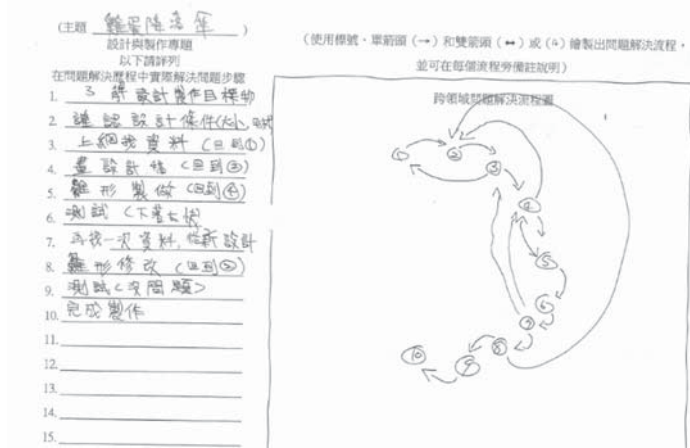 (主題 雞蛋降落傘)
設計與製作專題
以下請詳列
在問題解決歷程中實際解決問題步驟
1. 了解設計製作目標物
2. 確認設計條件(大小、
3. 上網找資料(回到①)
4. 畫設計稿(回到③)
5. 雛形製做(回到④)
6. 測試(下落太快)
7. 再找一次資料,重新設計
8. 雛形修改(回到②)
9. 測試(沒問題)
10. 完成製作
11.
12.
13.
14.
15.
(使用標號、單箭頭(→)和雙箭頭(↔)或(4)繪製出問題解決流程,
並可在每個流程旁備註說明)
跨領域問題解決流程圖
①
②
③
④
⑤
⑥
⑦
⑧
⑨
⑩